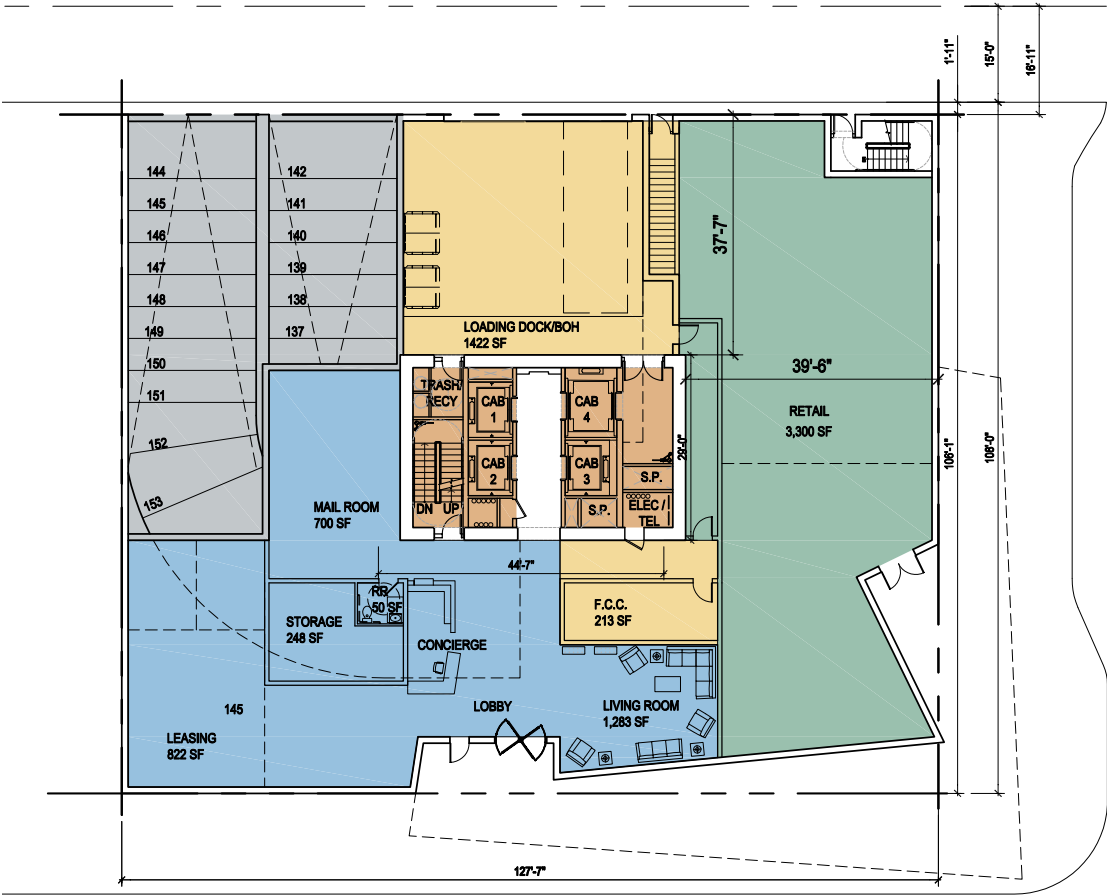 1'-11"
15'-0"
16'-11"
144
142
145
141
146
140
147
139
148
138
149
137
150
151
152
153
37'-7"
LOADING DOCK/BOH
1422 SF
39'-6"
RETAIL
3,300 SF
TRASH/
RECY
CAB
1
CAB
4
CAB
2
CAB
3
29'-0"
106'-1"
108'-0"
S.P.
S.P.
ELEC /
TEL
DN UP
MAIL ROOM
700 SF
44'-7"
RR
50 SF
F.C.C.
213 SF
STORAGE
248 SF
CONCIERGE
LOBBY
LIVING ROOM
1,283 SF
145
LEASING
822 SF
127'-7"